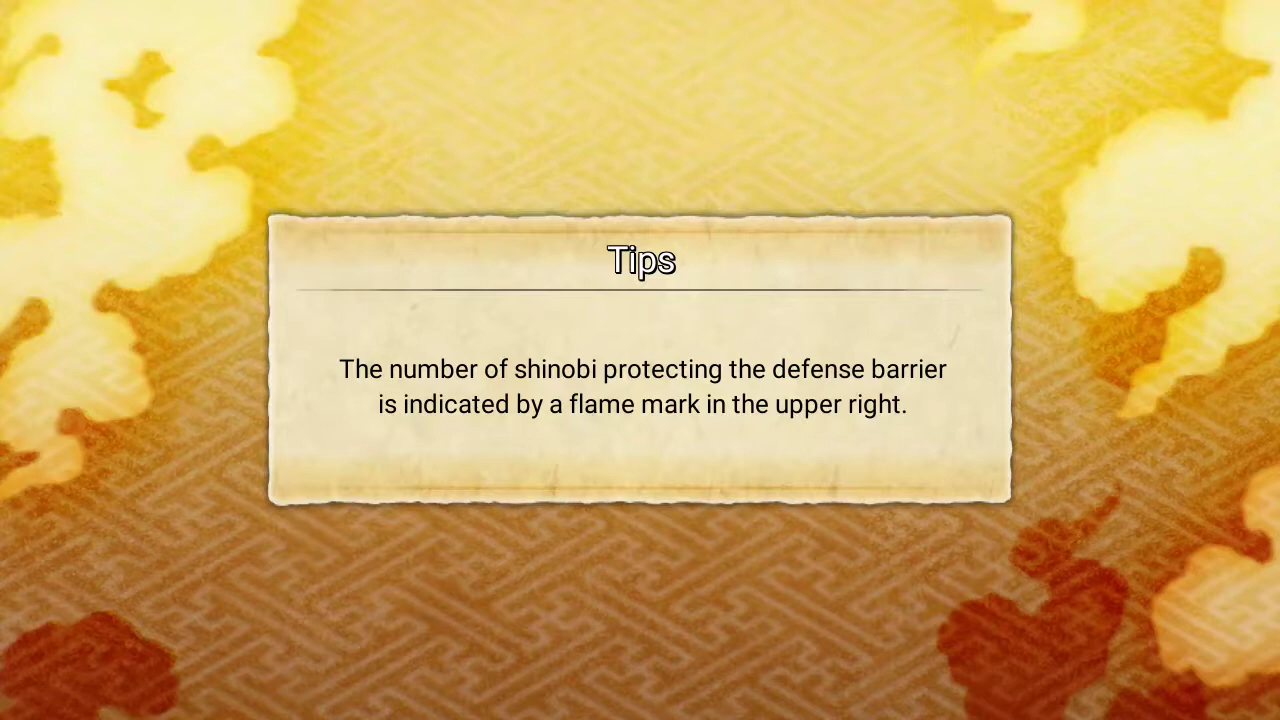 Tips
The number of shinobi protecting the defense barrier
is indicated by a flame mark in the upper right.